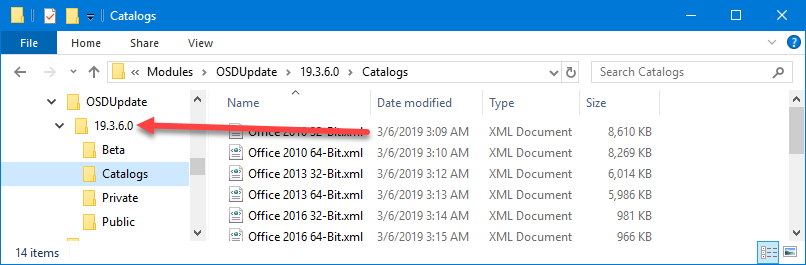 Catalogs
File Home Share View
Modules OSDUpdate 19.3.6.0 Catalogs Search Catalogs
OSDUpdate
19.3.6.0
Beta
Catalogs
Private
Public
Name Date modified Type Size
Office 2010 32-Bit.xml 3/6/2019 3:09 AM XML Document 8,610 KB
Office 2010 64-Bit.xml 3/6/2019 3:10 AM XML Document 8,269 KB
Office 2013 32-Bit.xml 3/6/2019 3:12 AM XML Document 6,014 KB
Office 2013 64-Bit.xml 3/6/2019 3:13 AM XML Document 5,986 KB
Office 2016 32-Bit.xml 3/6/2019 3:14 AM XML Document 981 KB
Office 2016 64-Bit.xml 3/6/2019 3:15 AM XML Document 966 KB
14 items